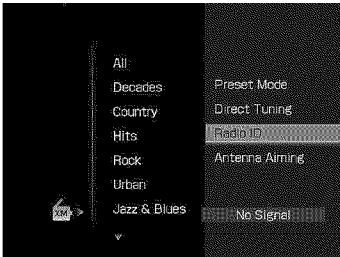 All
Decades
Country
Hits
Rock
Urban
Jazz & Blues
XM
Preset Mode
Direct Tuning
Radio ID
Antenna Aiming
No Signal